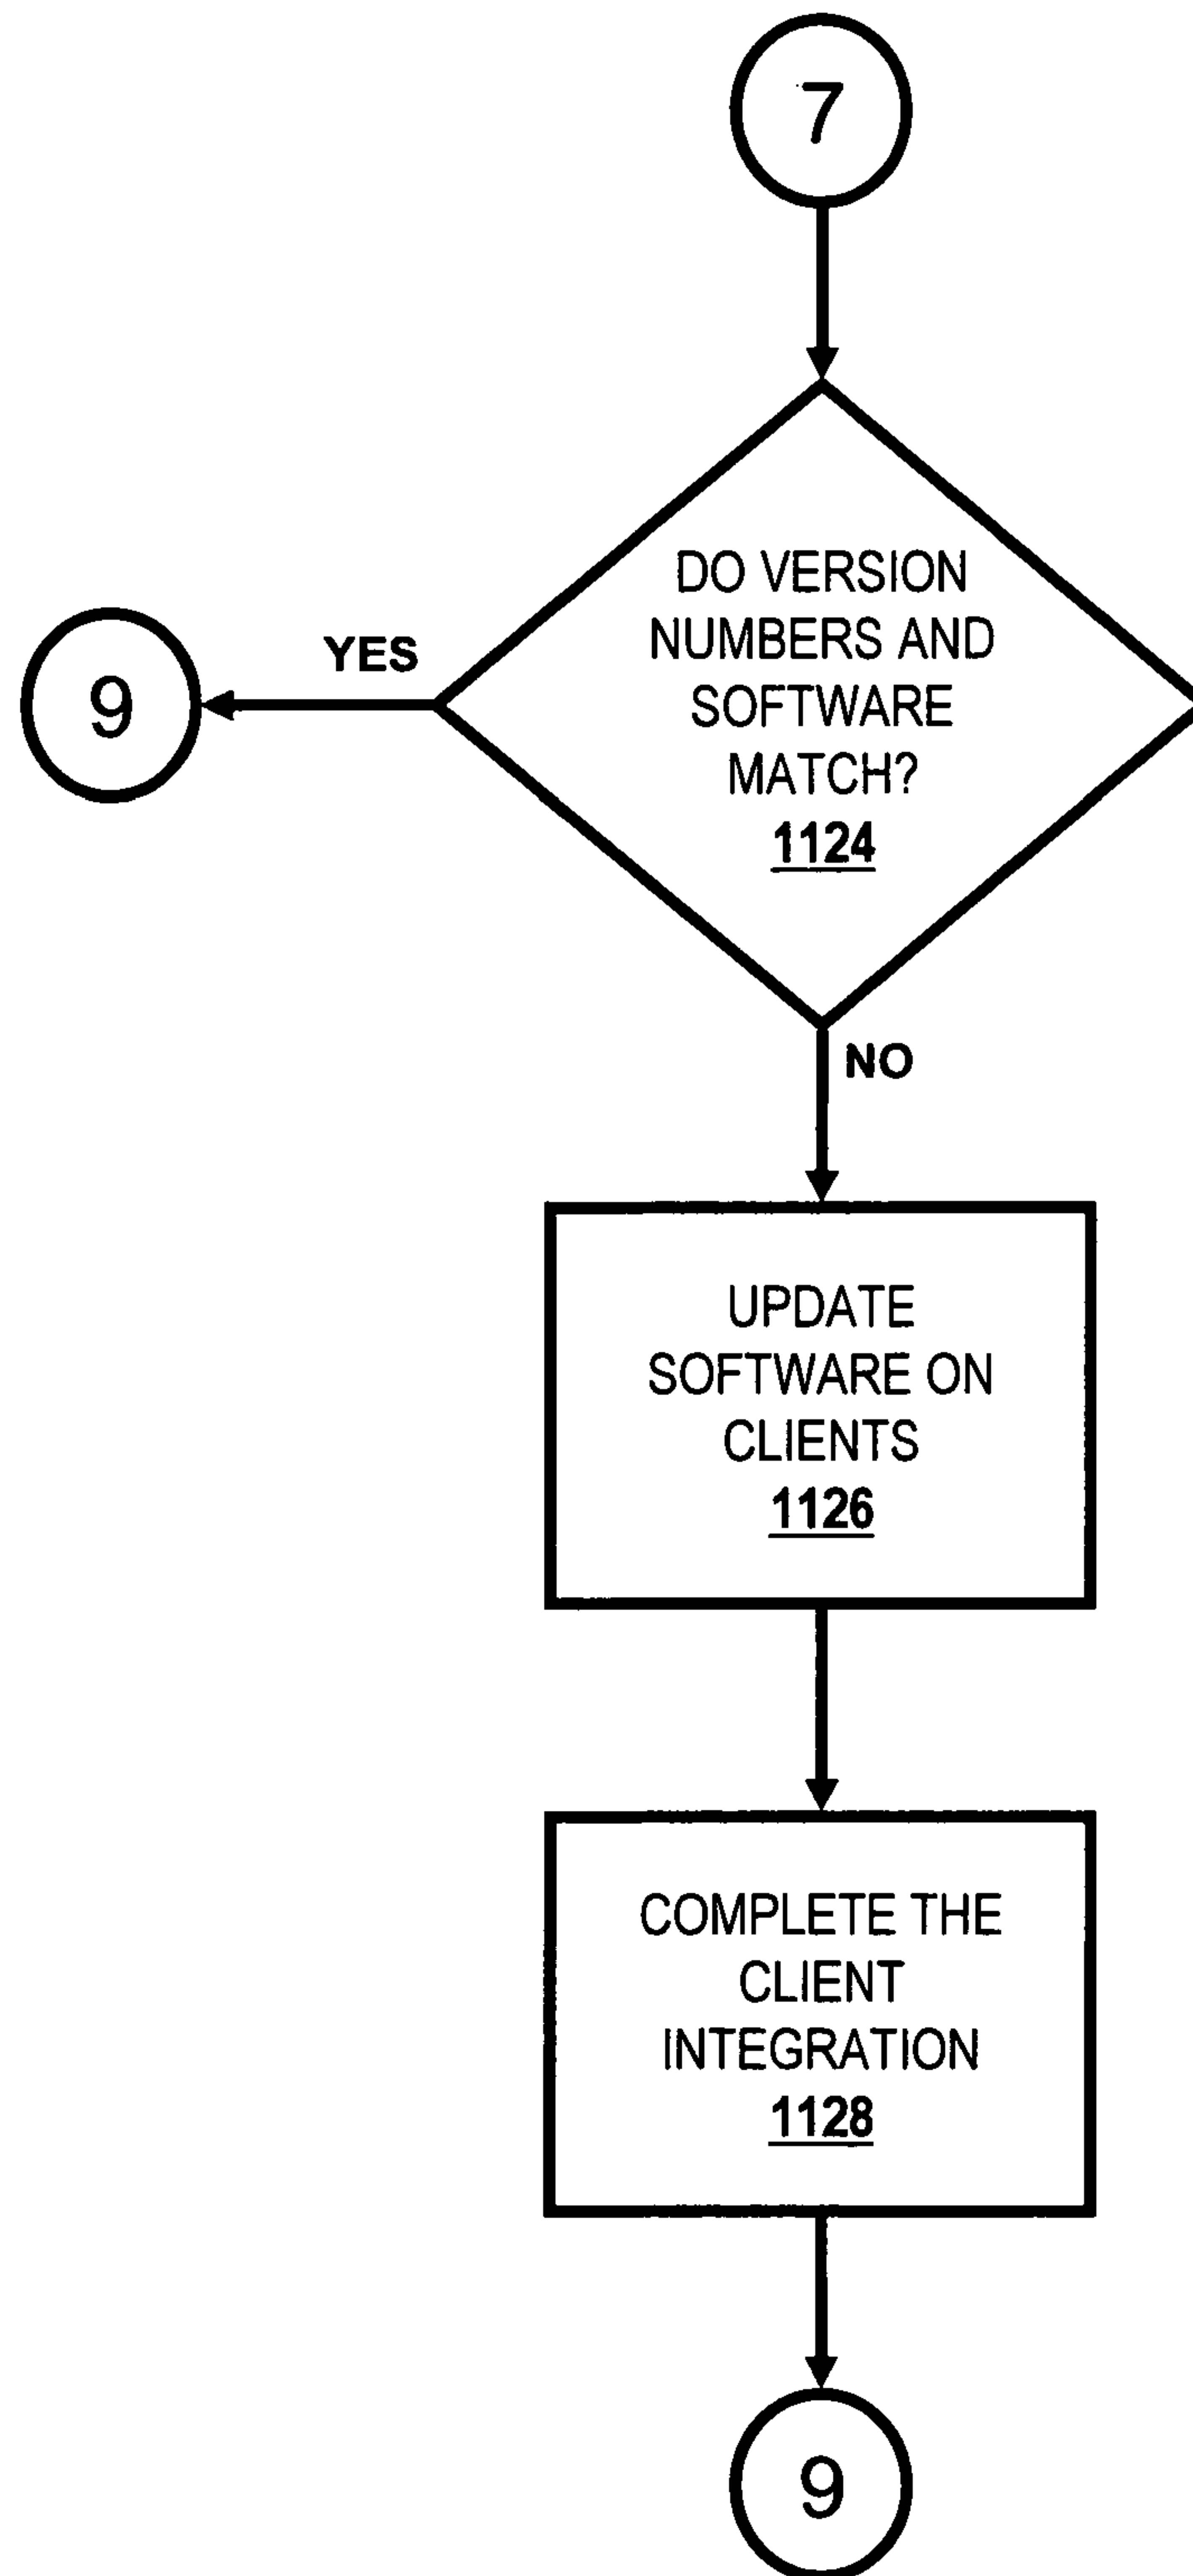 7
DO VERSION
NUMBERS AND
SOFTWARE
MATCH?
1124
YES
9
NO
UPDATE
SOFTWARE ON
CLIENTS
1126
COMPLETE THE
CLIENT
INTEGRATION
1128
9